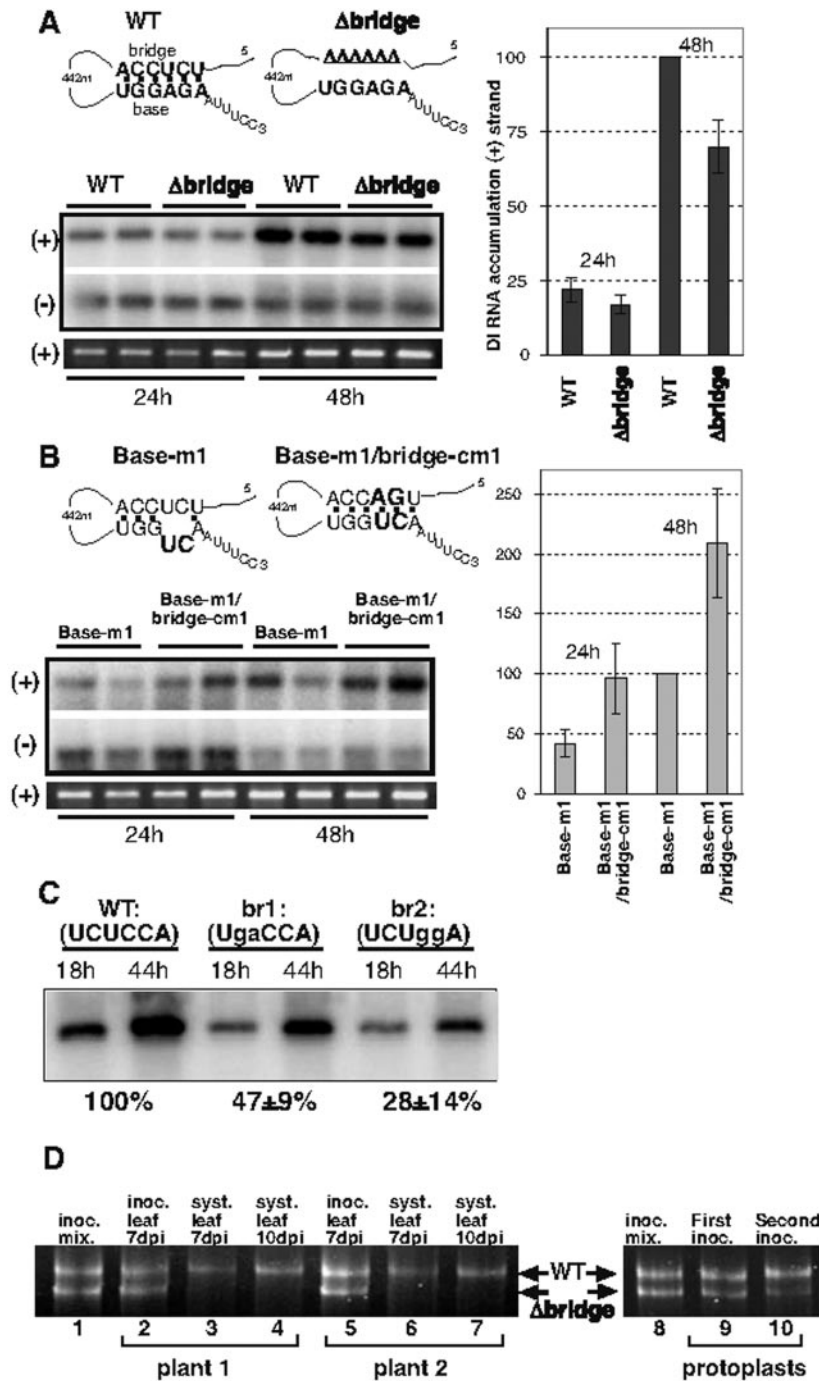 A
WT
Δbridge
bridge
5
5
442nt
ACCUCU
ΔΔΔΔΔΔ
UGGAGA
AUUUCC3
base
UGGAGA
AUUUCC3
WT
Δbridge
WT
Δbridge
(+)
(-)
(+)
24h
48h
DI RNA accumulation (+) strand
100
75
50
25
0
48h
24h
WT
Δbridge
WT
Δbridge
B
Base-m1
Base-m1/bridge-cm1
5
5
442nt
ACCUCU
UGGUCA
AUUUCC3
442nt
ACCAGU
UGGUCA
AUUUCC3
Base-m1
Base-m1/
bridge-cm1
Base-m1
Base-m1/
bridge-cm1
(+)
(-)
(+)
24h
48h
250
200
150
100
50
0
48h
24h
Base-m1
Base-m1
/bridge-cm1
Base-m1
Base-m1
/bridge-cm1
C
WT:
(UCUCCA)
br1:
(UgaCCA)
br2:
(UCUggA)
18h 44h 18h 44h 18h 44h
100% 47±9% 28±14%
D
inoc.
mix.
inoc.
leaf
7dpi
syst.
leaf
7dpi
syst.
leaf
10dpi
inoc.
leaf
7dpi
syst.
leaf
7dpi
syst.
leaf
10dpi
inoc.
mix.
First
inoc.
Second
inoc.
WT
Δbridge
1 2 3 4 5 6 7 8 9 10
plant 1 plant 2 protoplasts